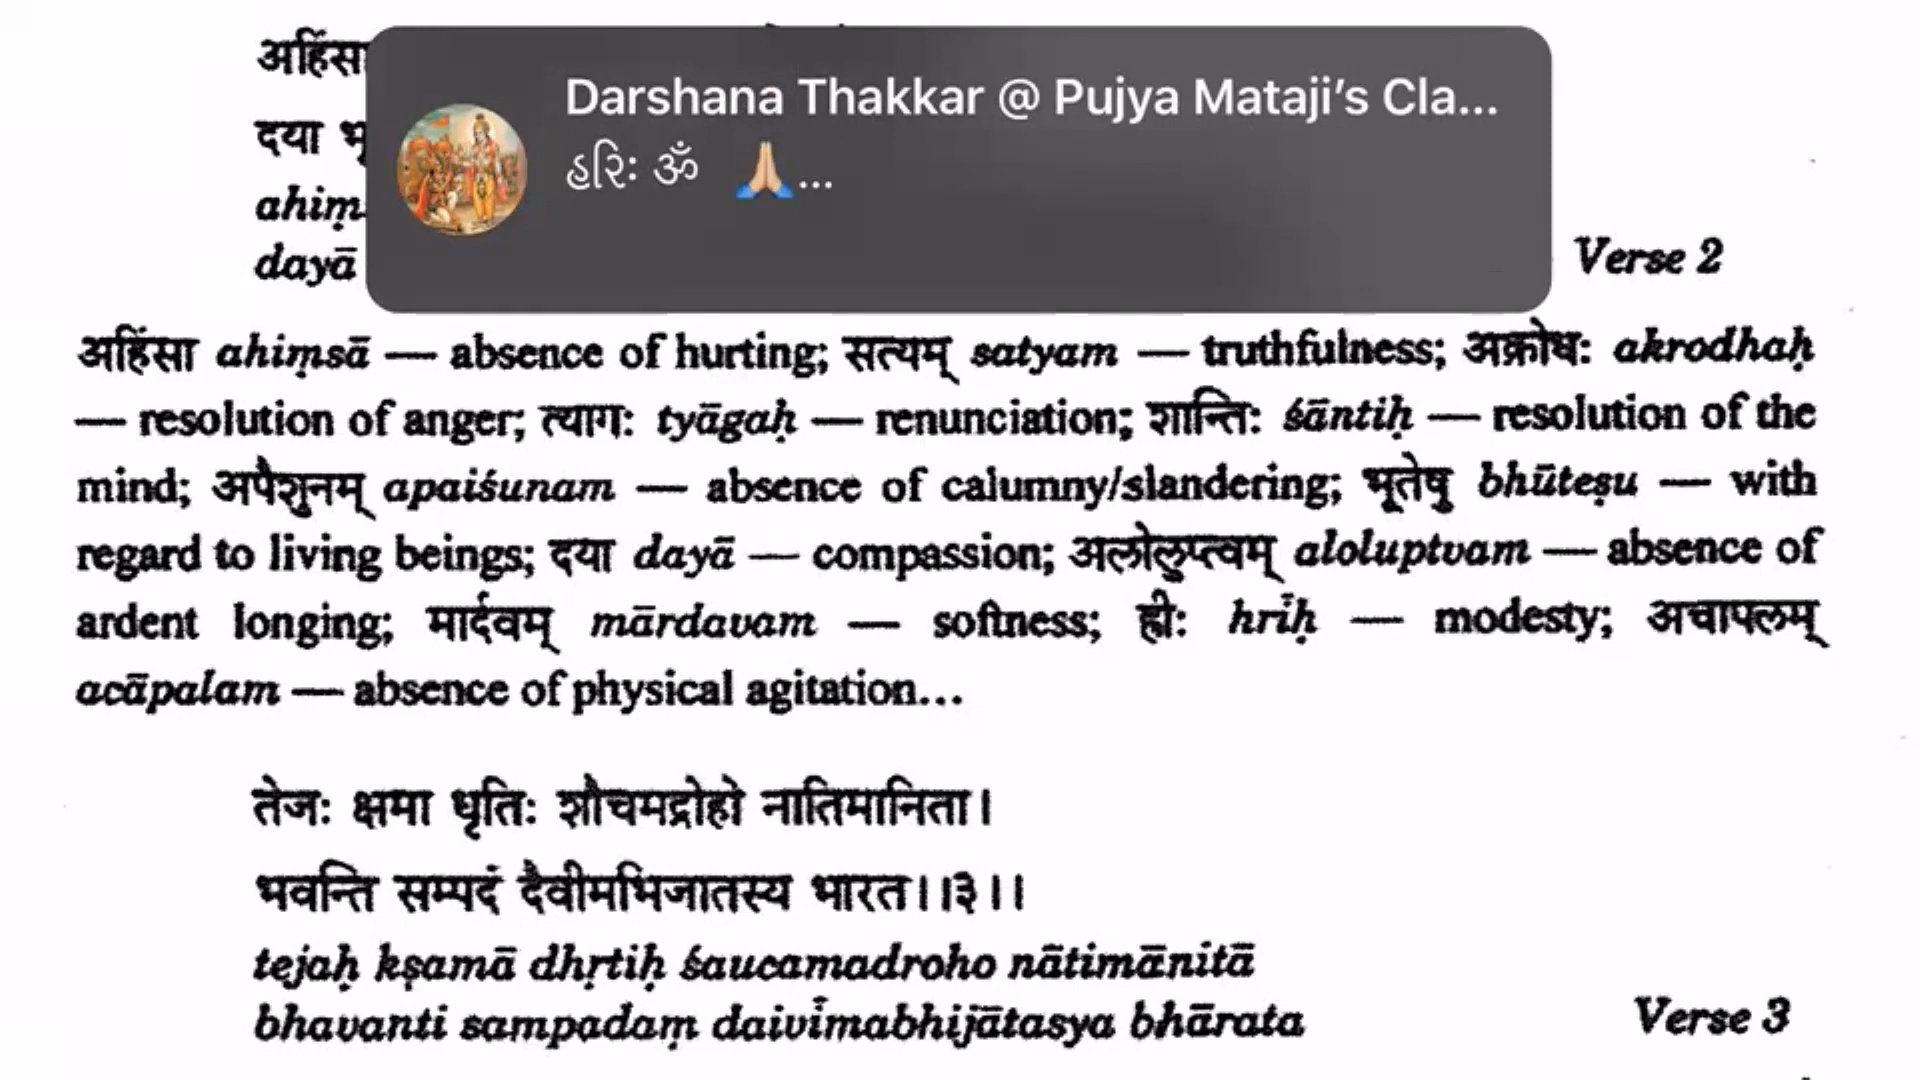 अहिंसा
Darshana Thakkar @ Pujya Mataji’s Cla...
दया
હરિઃ ૐ 🙏🏼...
ahiṃ
dayā
Verse 2
अहिंसा ahiṃsā — absence of hurting; सत्यम् satyam — truthfulness; अक्रोधः akrodhaḥ
— resolution of anger; त्यागः tyāgaḥ — renunciation; शान्तिः śāntiḥ — resolution of the
mind; अपैशुनम् apaiśunam — absence of calumny/slandering; भूतेषु bhūteṣu — with
regard to living beings; दया dayā — compassion; अलोलुप्त्वम् aloluptvam — absence of
ardent longing; मार्दवम् mārdavam — softness; ह्रीः hrīḥ — modesty; अचापलम्
acāpalam — absence of physical agitation...
तेजः क्षमा धृतिः शौचमद्रोहो नातिमानिता।
भवन्ति सम्पदं दैवीमभिजातस्य भारत।।३।।
tejaḥ kṣamā dhṛtiḥ śaucamadroho nātimānitā
bhavanti sampadaṃ daivīmabhijātasya bhārata
Verse 3